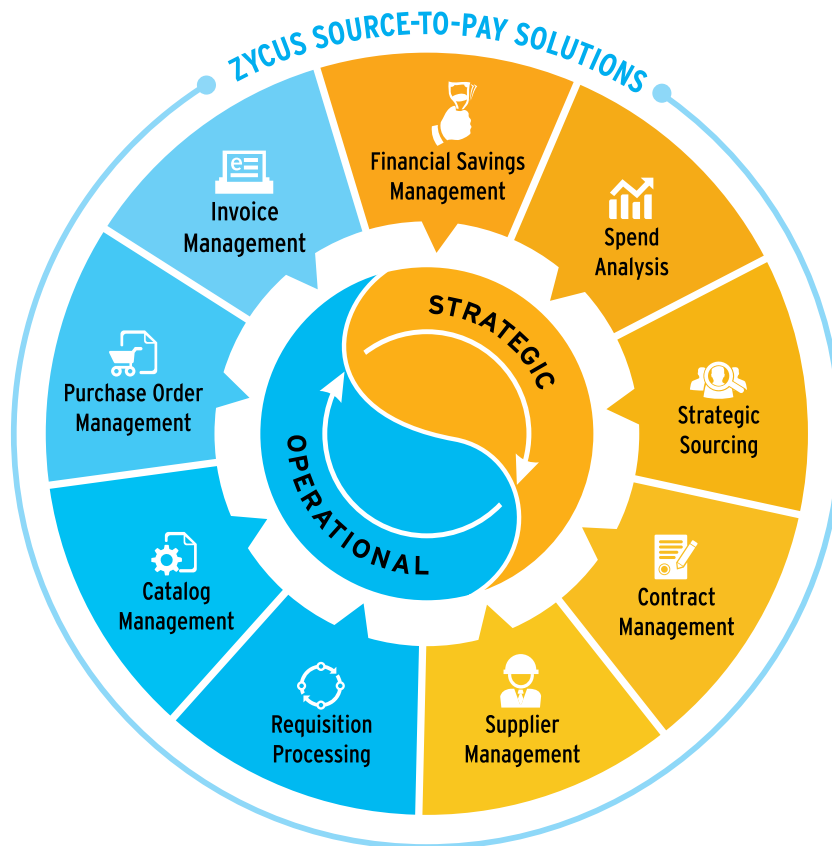 ZYCUS SOURCE-TO-PAY SOLUTIONS
Financial Savings
Management
Spend
Analysis
Strategic
Sourcing
Contract
Management
Supplier
Management
Requisition
Processing
Catalog
Management
Purchase Order
Management
e
Invoice
Management
STRATEGIC
OPERATIONAL